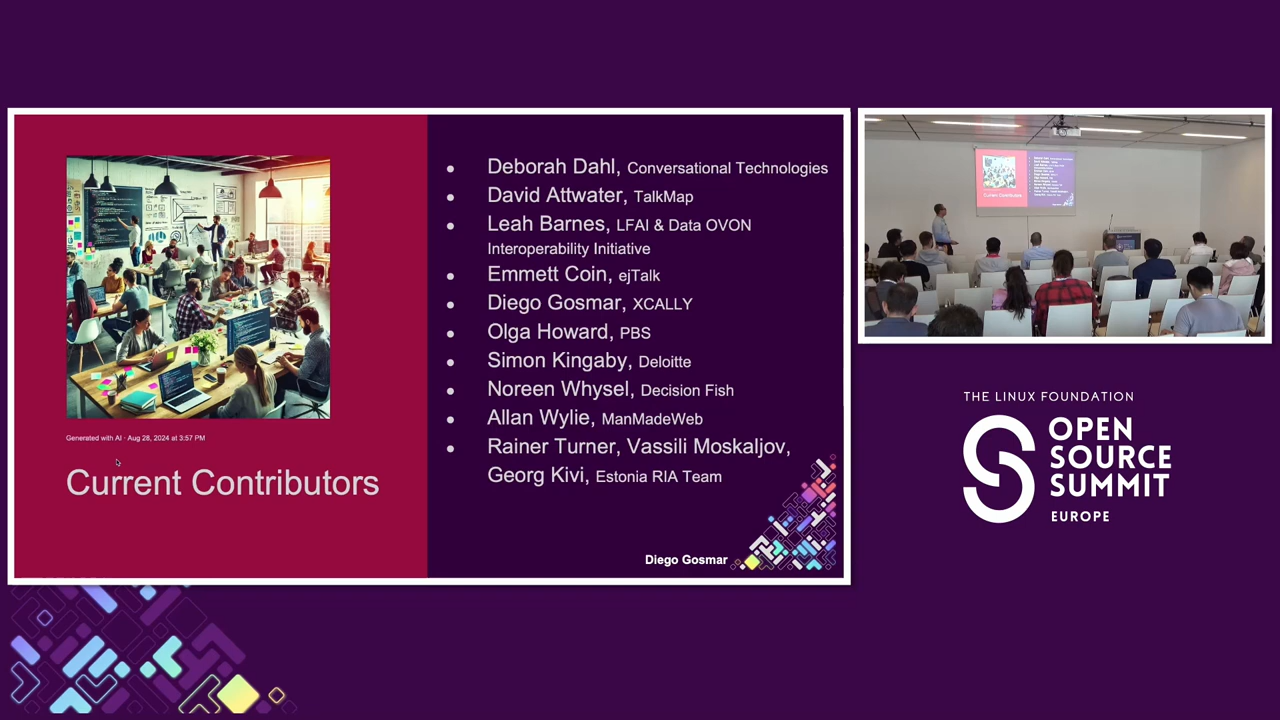 Generated with AI · Aug 28, 2024 at 3:57 PM
Current Contributors
Deborah Dahl, Conversational Technologies
David Attwater, TalkMap
Leah Barnes, LFAI & Data OVON
Interoperability Initiative
Emmett Coin, ejTalk
Diego Gosmar, XCALLY
Olga Howard, PBS
Simon Kingaby, Deloitte
Noreen Whysel, Decision Fish
Allan Wylie, ManMadeWeb
Rainer Turner, Vassili Moskaljov,
Georg Kivi, Estonia RIA Team
Diego Gosmar
Current Contributors
THE LINUX FOUNDATION
OPEN
SOURCE
SUMMIT
EUROPE